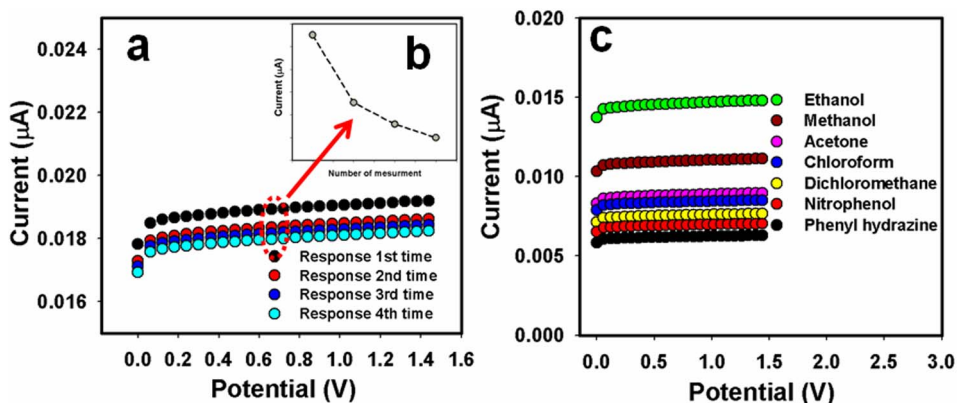 a
b
c
0.024
0.022
0.020
0.018
0.016
Current (μA)
0.0 0.2 0.4 0.6 0.8 1.0 1.2 1.4 1.6
Potential (V)
Current (μA)
Number of mesurment
Response 1st time
Response 2nd time
Response 3rd time
Response 4th time
0.020
0.015
0.010
0.005
0.000
Current (μA)
Ethanol
Methanol
Acetone
Chloroform
Dichloromethane
Nitrophenol
Phenyl hydrazine
0.0 0.5 1.0 1.5 2.0 2.5 3.0
Potential (V)